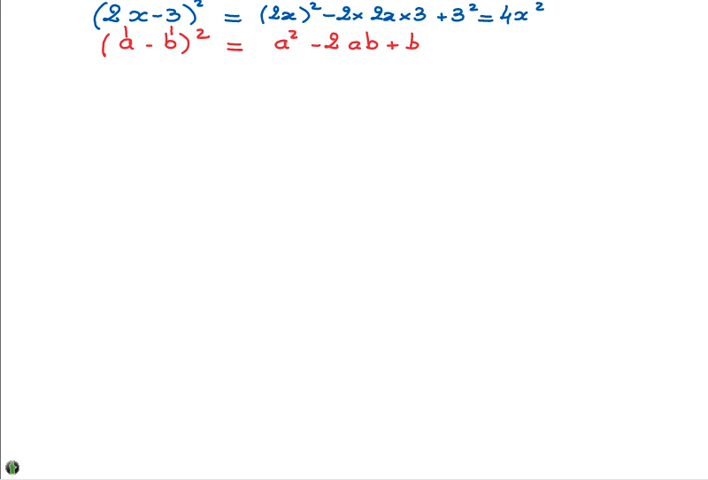 (2x-3)² = (2x)² - 2× 2x×3 + 3² = 4x²
(a - b)² = a² - 2ab + b